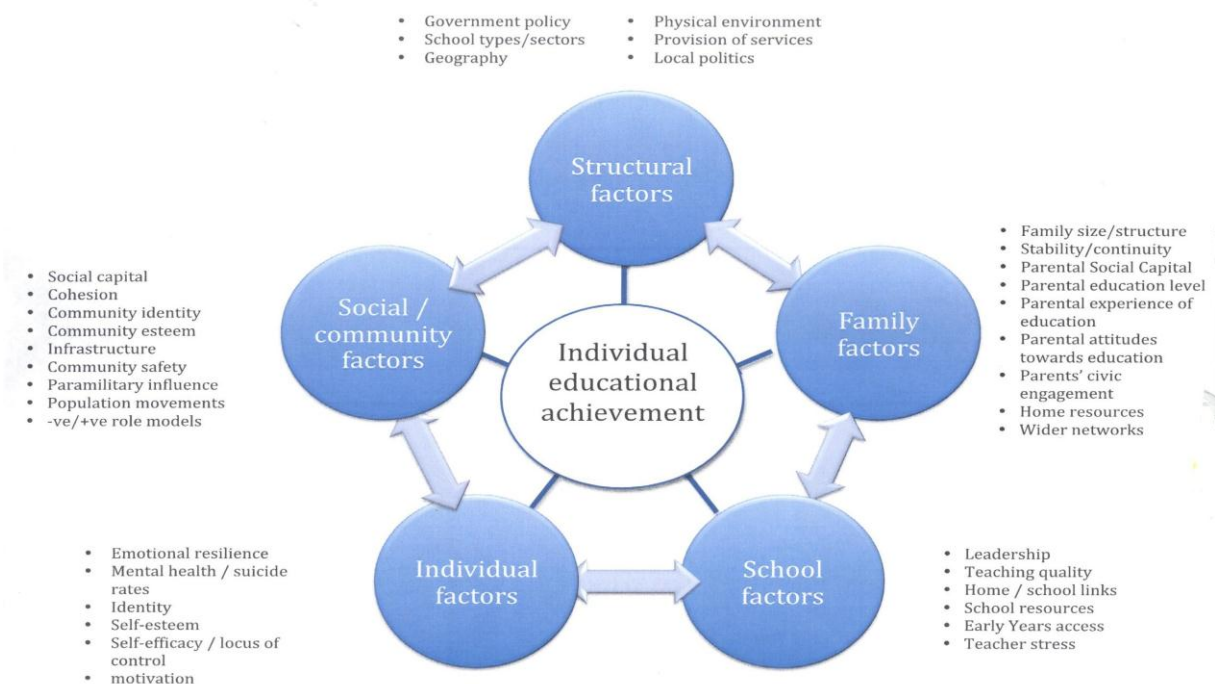 • Government policy
• School types/sectors
• Geography
• Physical environment
• Provision of services
• Local politics
Structural
factors
• Social capital
• Cohesion
• Community identity
• Community esteem
• Infrastructure
• Community safety
• Paramilitary influence
• Population movements
• -ve/+ve role models
Social /
community
factors
Individual
educational
achievement
Family
factors
• Family size/structure
• Stability/continuity
• Parental Social Capital
• Parental education level
• Parental experience of
education
• Parental attitudes
towards education
• Parents' civic
engagement
• Home resources
• Wider networks
• Emotional resilience
• Mental health / suicide
rates
• Identity
• Self-esteem
• Self-efficacy / locus of
control
• motivation
Individual
factors
School
factors
• Leadership
• Teaching quality
• Home / school links
• School resources
• Early Years access
• Teacher stress